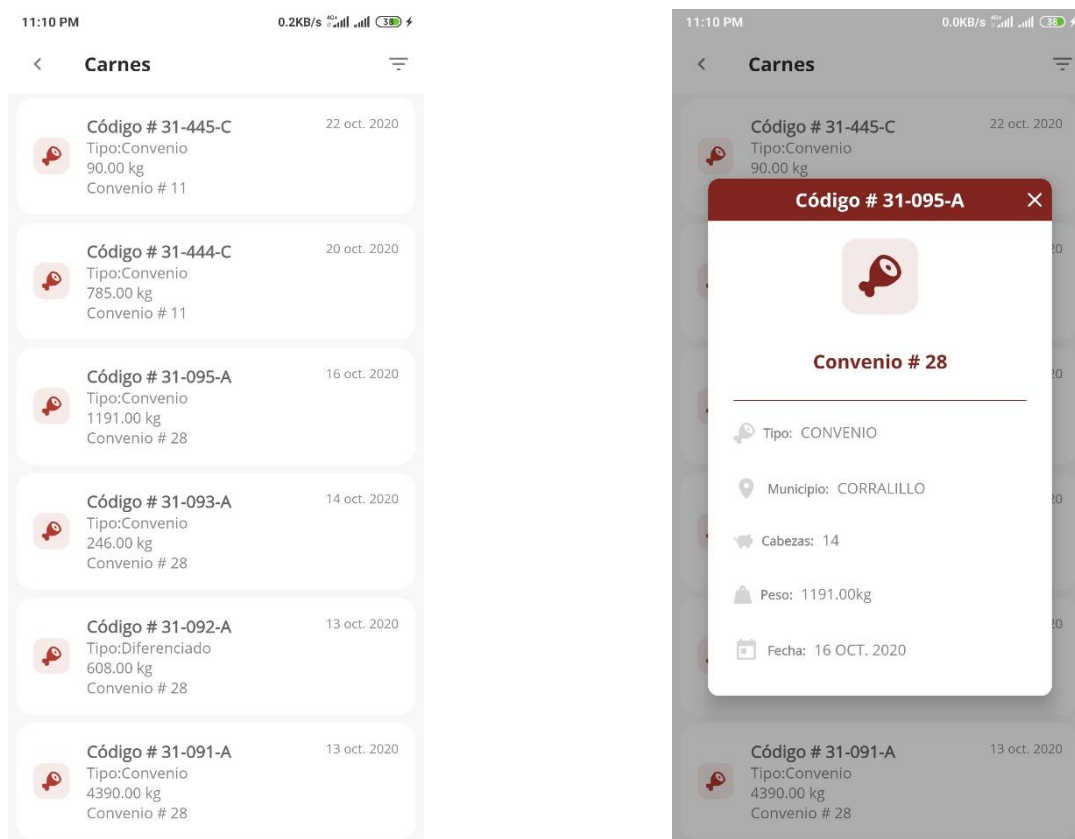 11:10 PM 0.2KB/s 4G+ 38
Carnes
Código # 31-445-C 22 oct. 2020
Tipo:Convenio
90.00 kg
Convenio # 11
Código # 31-444-C 20 oct. 2020
Tipo:Convenio
785.00 kg
Convenio # 11
Código # 31-095-A 16 oct. 2020
Tipo:Convenio
1191.00 kg
Convenio # 28
Código # 31-093-A 14 oct. 2020
Tipo:Convenio
246.00 kg
Convenio # 28
Código # 31-092-A 13 oct. 2020
Tipo:Diferenciado
608.00 kg
Convenio # 28
Código # 31-091-A 13 oct. 2020
Tipo:Convenio
4390.00 kg
Convenio # 28
11:10 PM 0.0KB/s 4G+ 38
Carnes
Código # 31-445-C 22 oct. 2020
Tipo:Convenio
90.00 kg
Código # 31-095-A
Convenio # 28
Tipo: CONVENIO
Municipio: CORRALILLO
Cabezas: 14
Peso: 1191.00kg
Fecha: 16 OCT. 2020
Código # 31-091-A 13 oct. 2020
Tipo:Convenio
4390.00 kg
Convenio # 28